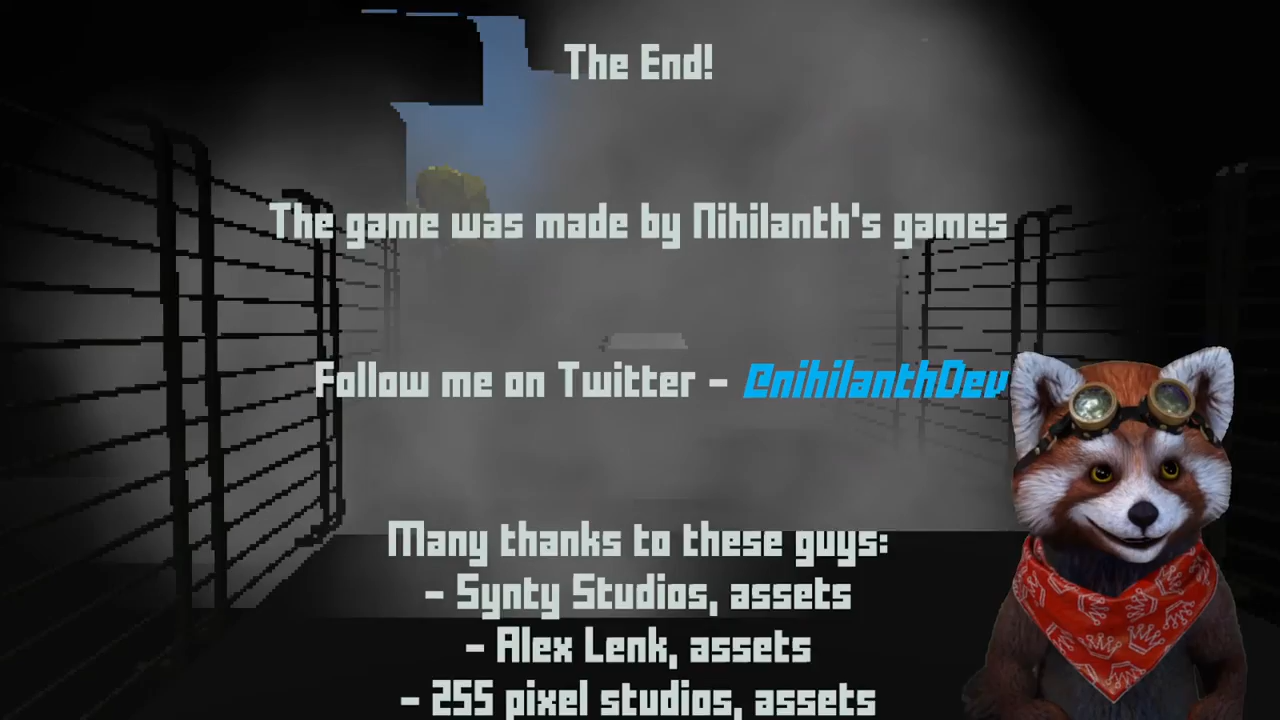 The End!
The game was made by Nihilanth's games
Follow me on Twitter - @nihilanthDev
Many thanks to these guys:
- Synty Studios, assets
- Alex Lenk, assets
- 255 pixel studios, assets